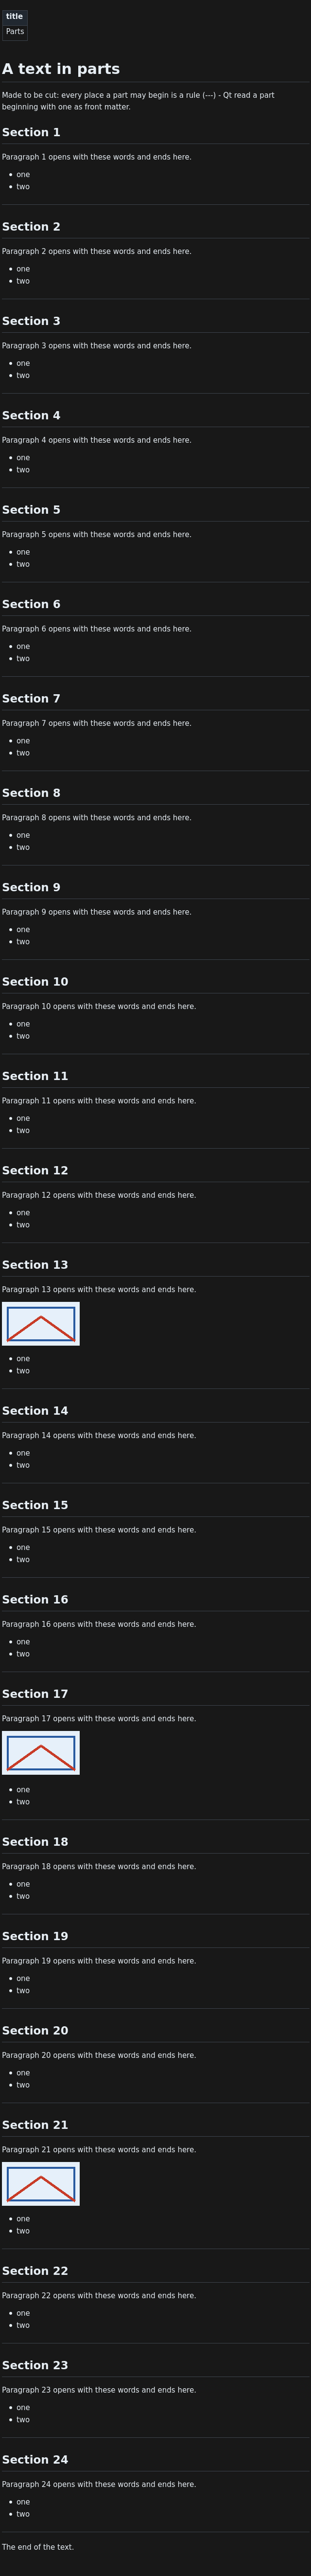 title
Parts
A text in parts
Made to be cut: every place a part may begin is a rule (---) - Qt read a part
beginning with one as front matter.
Section 1
Paragraph 1 opens with these words and ends here.
• one
• two
Section 2
Paragraph 2 opens with these words and ends here.
• one
• two
Section 3
Paragraph 3 opens with these words and ends here.
• one
• two
Section 4
Paragraph 4 opens with these words and ends here.
• one
• two
Section 5
Paragraph 5 opens with these words and ends here.
• one
• two
Section 6
Paragraph 6 opens with these words and ends here.
• one
• two
Section 7
Paragraph 7 opens with these words and ends here.
• one
• two
Section 8
Paragraph 8 opens with these words and ends here.
• one
• two
Section 9
Paragraph 9 opens with these words and ends here.
• one
• two
Section 10
Paragraph 10 opens with these words and ends here.
• one
• two
Section 11
Paragraph 11 opens with these words and ends here.
• one
• two
Section 12
Paragraph 12 opens with these words and ends here.
• one
• two
Section 13
Paragraph 13 opens with these words and ends here.
• one
• two
Section 14
Paragraph 14 opens with these words and ends here.
• one
• two
Section 15
Paragraph 15 opens with these words and ends here.
• one
• two
Section 16
Paragraph 16 opens with these words and ends here.
• one
• two
Section 17
Paragraph 17 opens with these words and ends here.
• one
• two
Section 18
Paragraph 18 opens with these words and ends here.
• one
• two
Section 19
Paragraph 19 opens with these words and ends here.
• one
• two
Section 20
Paragraph 20 opens with these words and ends here.
• one
• two
Section 21
Paragraph 21 opens with these words and ends here.
• one
• two
Section 22
Paragraph 22 opens with these words and ends here.
• one
• two
Section 23
Paragraph 23 opens with these words and ends here.
• one
• two
Section 24
Paragraph 24 opens with these words and ends here.
• one
• two
The end of the text.